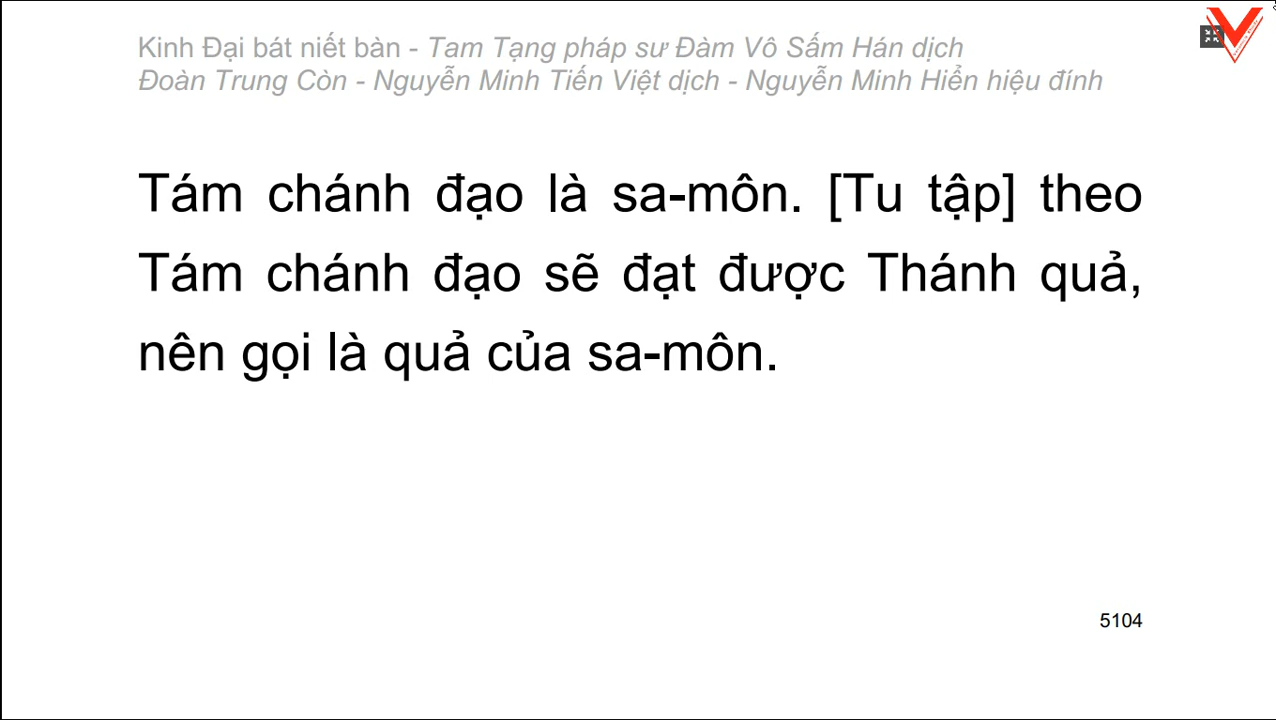 Kinh Đại bát niết bàn - Tam Tạng pháp sư Đàm Vô Sấm Hán dịch
Đoàn Trung Còn - Nguyễn Minh Tiến Việt dịch - Nguyễn Minh Hiển hiệu đính
Tám chánh đạo là sa-môn. [Tu tập] theo
Tám chánh đạo sẽ đạt được Thánh quả,
nên gọi là quả của sa-môn.
5104